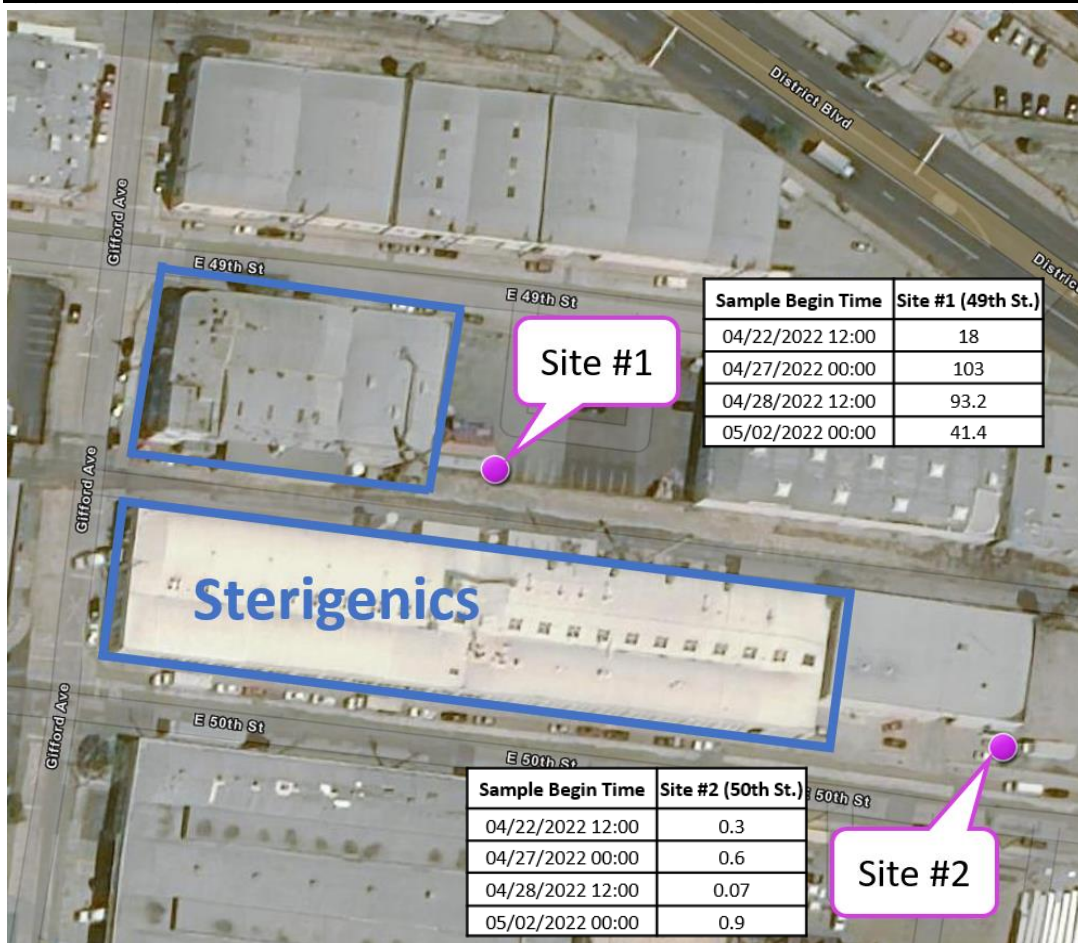 District Blvd
Gifford Ave
E 49th St
E 49th St
District
Sample Begin Time Site #1 (49th St.)
04/22/2022 12:00 18
04/27/2022 00:00 103
04/28/2022 12:00 93.2
05/02/2022 00:00 41.4
Site #1
Gifford Ave
Sterigenics
Gifford Ave
E 50th St
E 50th St
E 50th St
Sample Begin Time Site #2 (50th St.)
04/22/2022 12:00 0.3
04/27/2022 00:00 0.6
04/28/2022 12:00 0.07
05/02/2022 00:00 0.9
Site #2